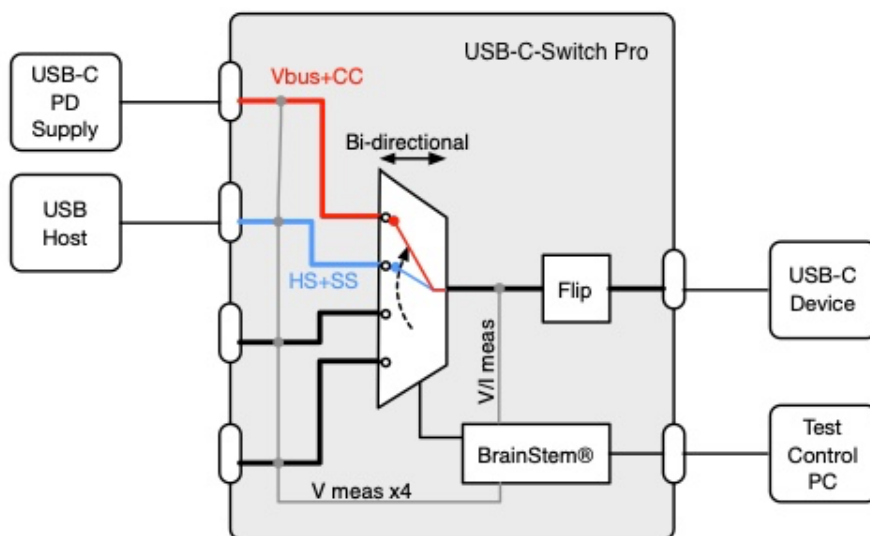 USB-C-Switch Pro
USB-C
PD
Supply
Vbus+CC
Bi-directional
USB
Host
HS+SS
Flip
USB-C
Device
V/I meas
BrainStem®
Test
Control
PC
V meas x4